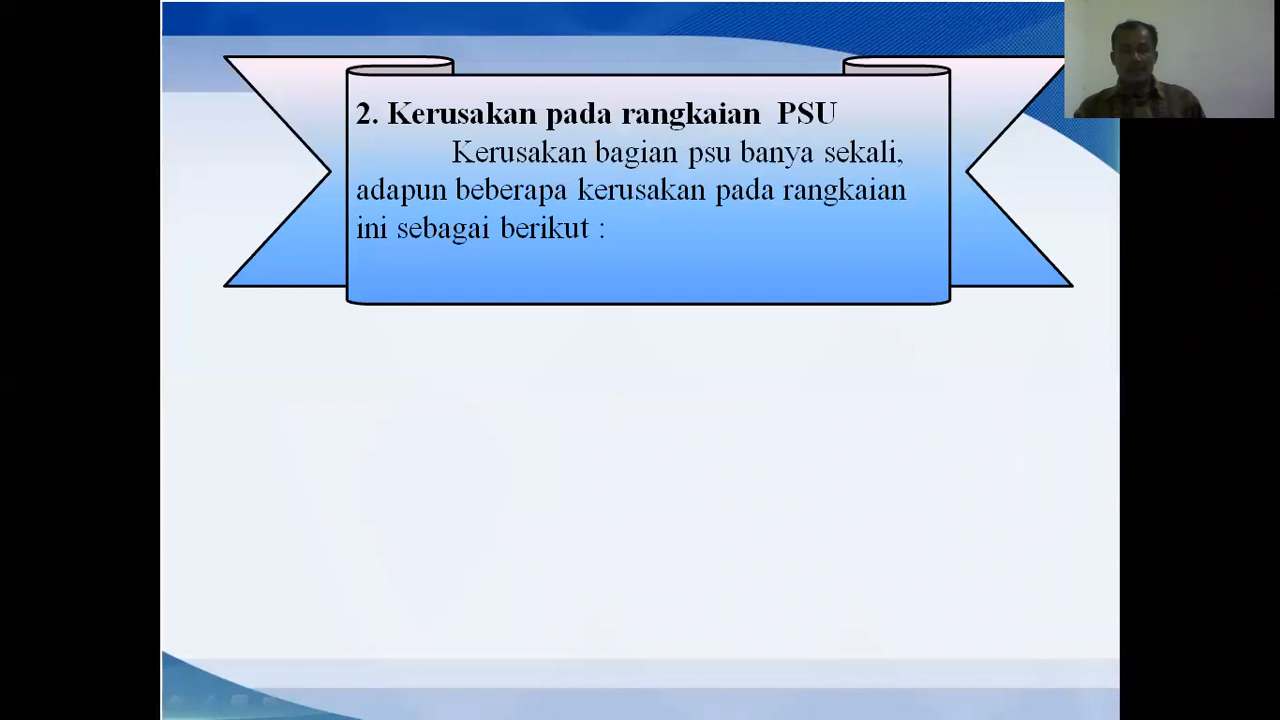 2. Kerusakan pada rangkaian PSU
Kerusakan bagian psu banya sekali,
adapun beberapa kerusakan pada rangkaian
ini sebagai berikut :